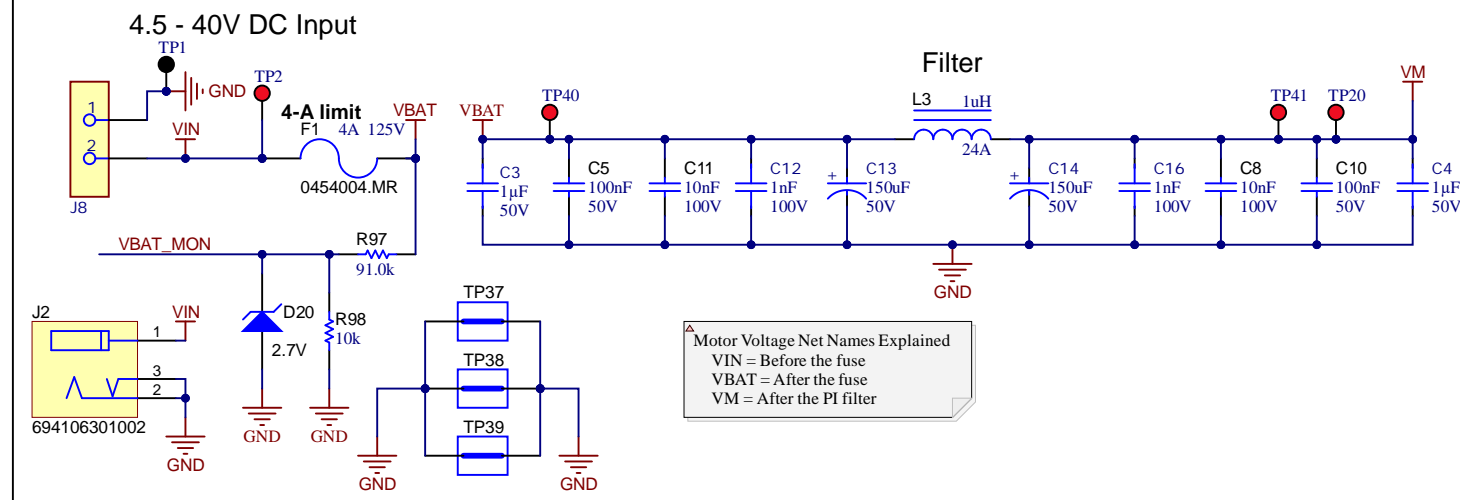 4.5 - 40V DC Input
TP1
GND
TP2
4-A limit
F1
4A 125V
0454004.MR
VBAT
VIN
1
2
J8
VBAT_MON
R97
91.0k
D20
2.7V
R98
10k
GND
GND
J2
VIN
1
3
2
694106301002
GND
TP37
TP38
TP39
GND
GND
Filter
VBAT
TP40
L3
1uH
24A
TP41
TP20
VM
C3
1µF
50V
C5
100nF
50V
C11
10nF
100V
C12
1nF
100V
+
C13
150uF
50V
+
C14
150uF
50V
C16
1nF
100V
C8
10nF
100V
C10
100nF
50V
C4
1µF
50V
GND
Motor Voltage Net Names Explained
VIN = Before the fuse
VBAT = After the fuse
VM = After the PI filter